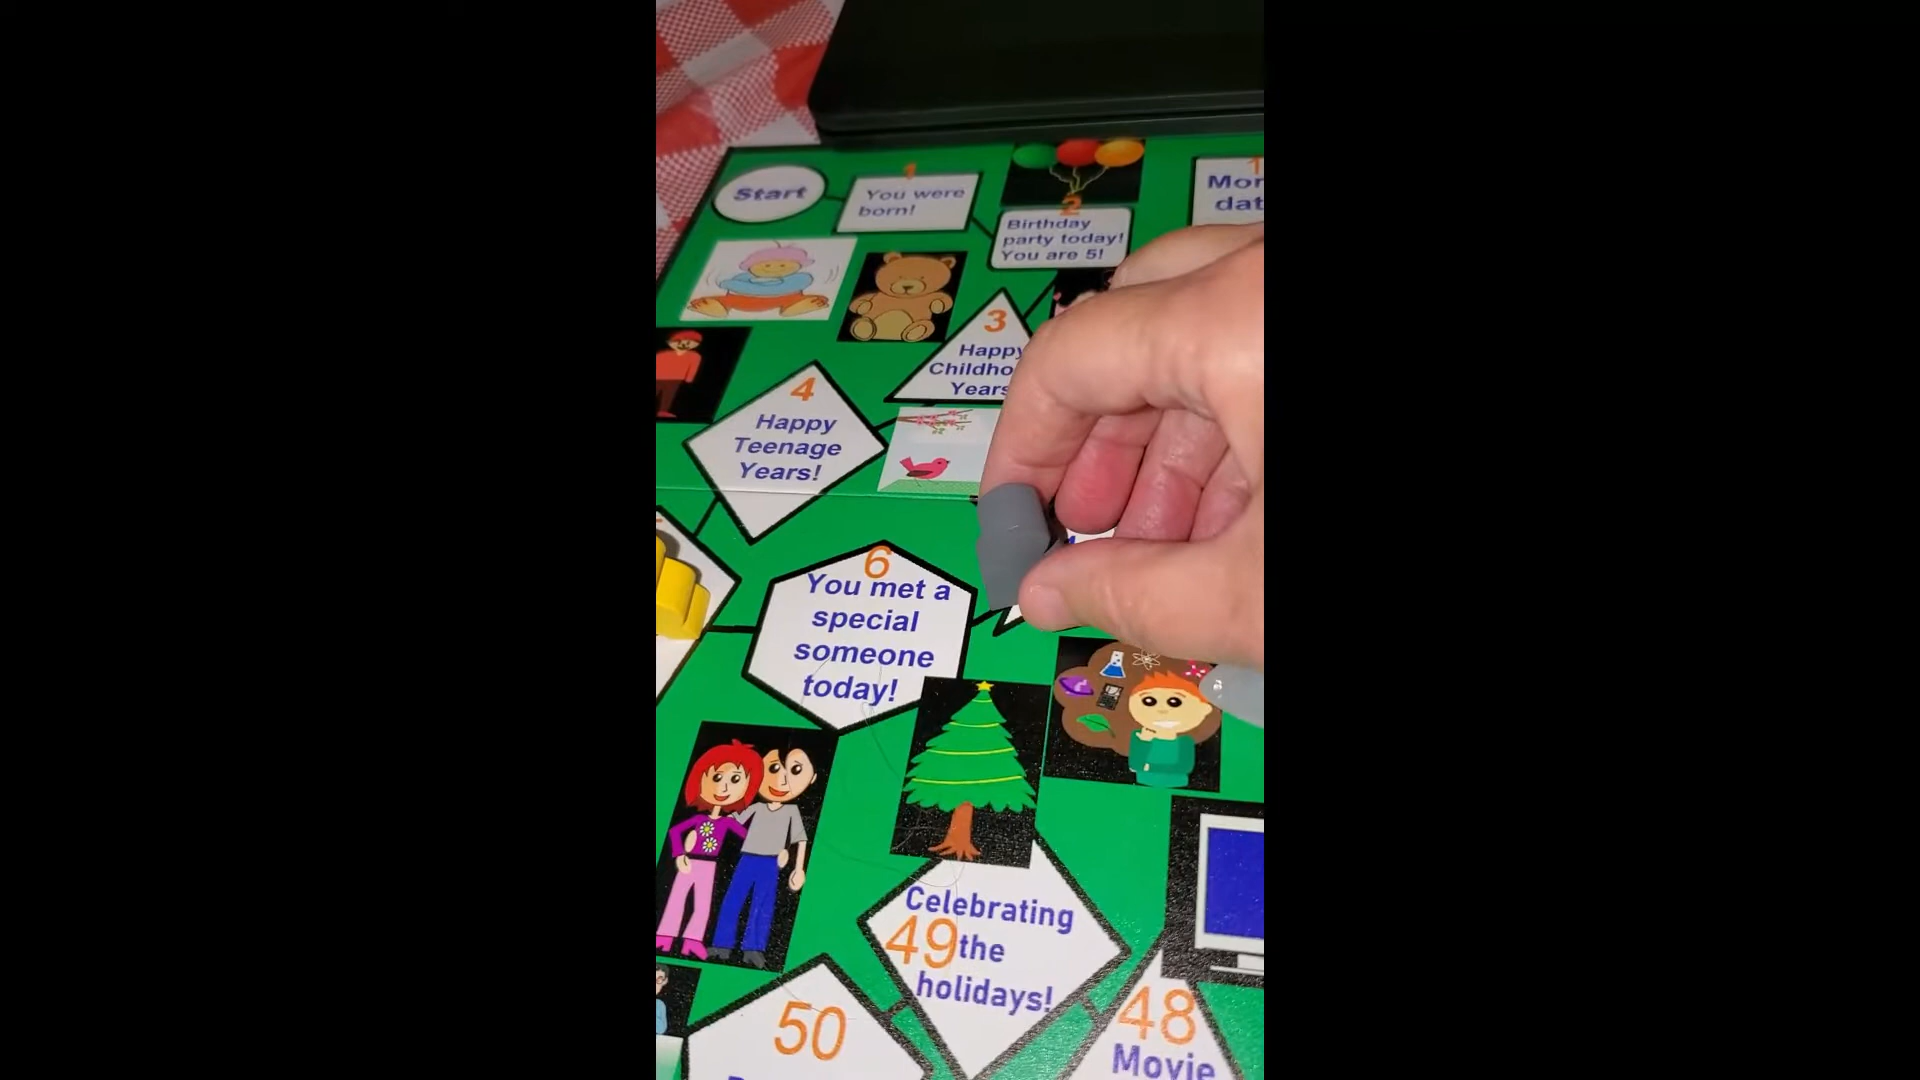 Start
1
You were
born!
2
Birthday
party today!
You are 5!
3
Happy
Years
4
Happy
Teenage
Years!
6
You met a
special
someone
today!
Celebrating
49 the
holidays!
50
48
Movie